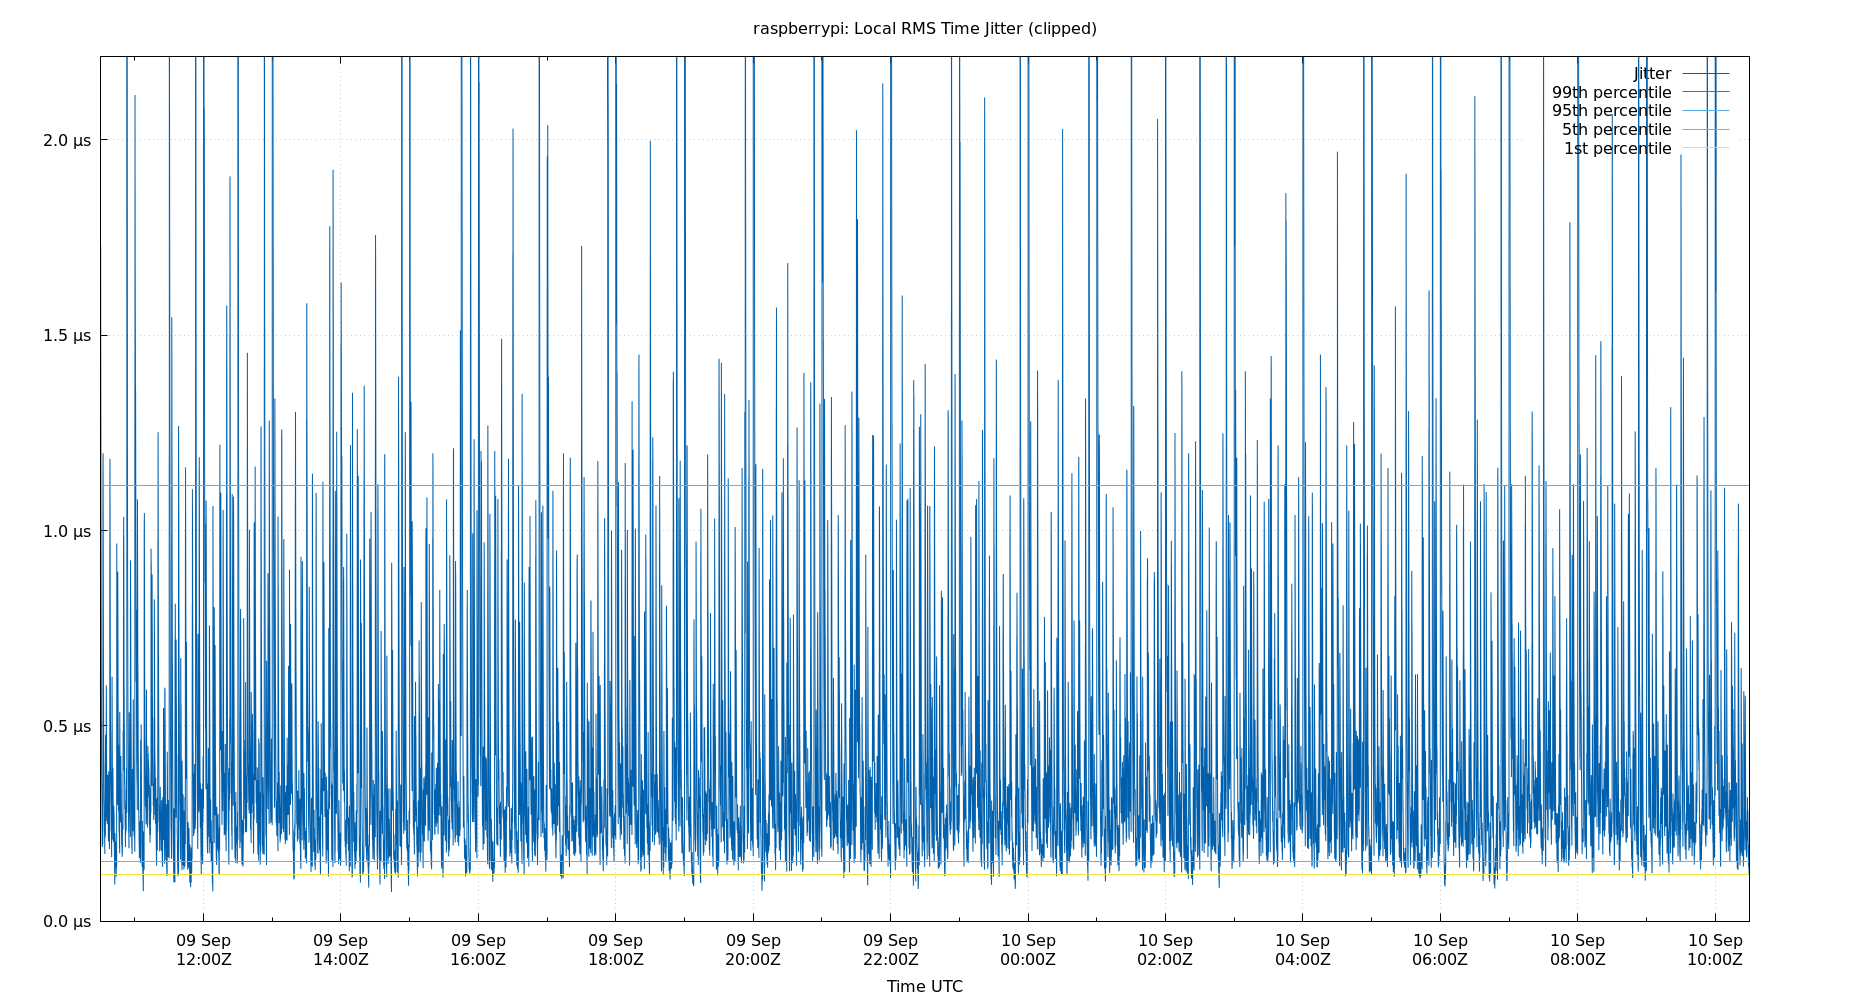 raspberrypi: Local RMS Time Jitter (clipped)
Jitter
99th percentile
95th percentile
5th percentile
1st percentile
2.0 μs
1.5 μs
1.0 μs
0.5 μs
0.0 μs
09 Sep 09 Sep 09 Sep 09 Sep 09 Sep 09 Sep 10 Sep 10 Sep 10 Sep 10 Sep 10 Sep 10 Sep
12:00Z 14:00Z 16:00Z 18:00Z 20:00Z 22:00Z 00:00Z 02:00Z 04:00Z 06:00Z 08:00Z 10:00Z
Time UTC